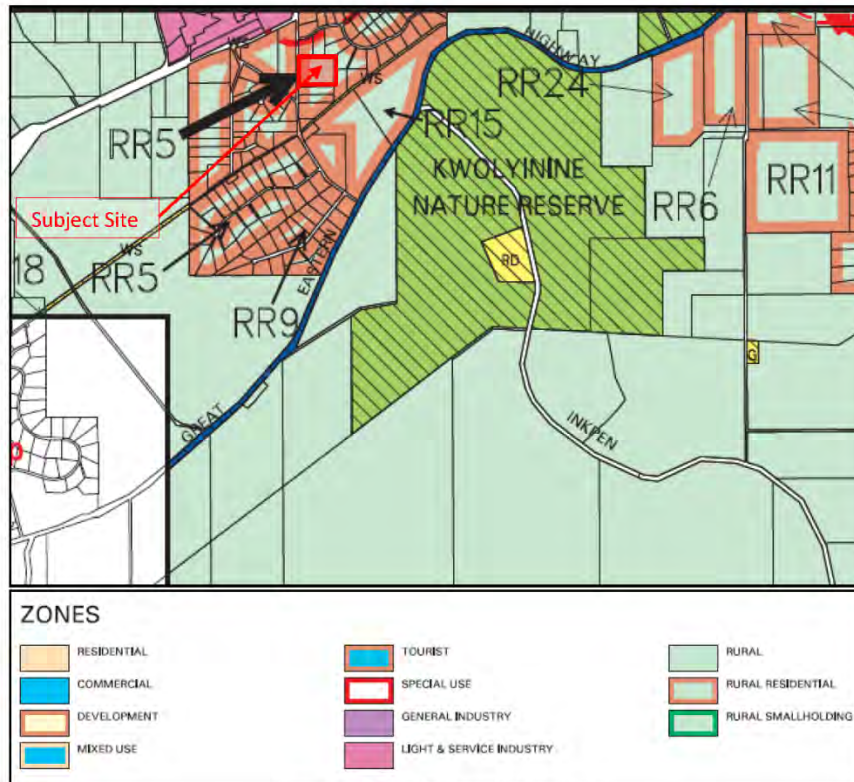 WS
HIGHWAY
WS
RR24
RR5
RR15
KWOLYININE
NATURE RESERVE
RR11
RR6
Subject Site
WS
RR5
RD
18
EASTERN
RR9
G
GREAT
INKPEN
ZONES
RESIDENTIAL
TOURIST
RURAL
COMMERCIAL
SPECIAL USE
RURAL RESIDENTIAL
DEVELOPMENT
GENERAL INDUSTRY
RURAL SMALLHOLDING
MIXED USE
LIGHT & SERVICE INDUSTRY